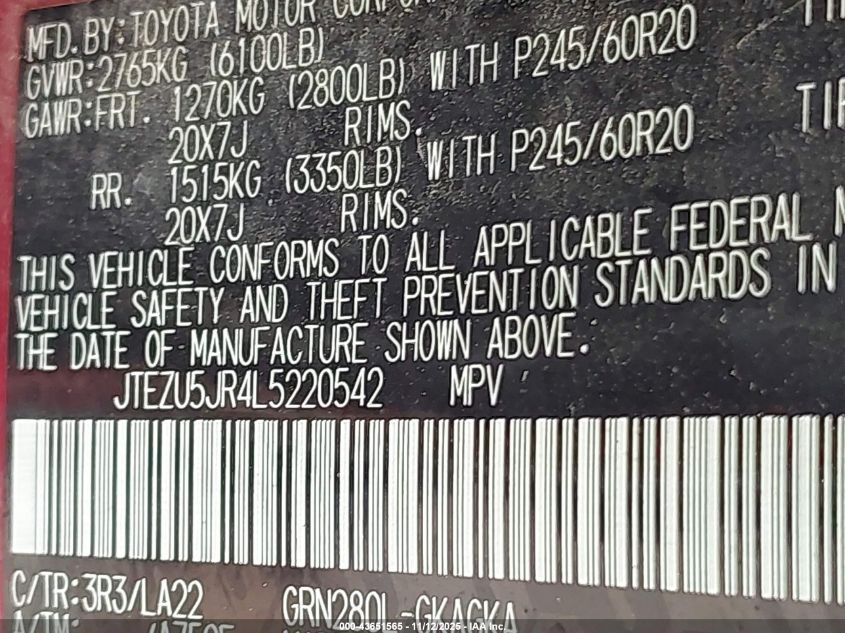 MFD. BY: TOYOTA MOTOR
GVWR: 2765KG (6100LB)
GAWR: FRT. 1270KG (2800LB) WITH P245/60R20
20X7J RIMS.
RR. 1515KG (3350LB) WITH P245/60R20
20X7J RIMS.
THIS VEHICLE CONFORMS TO ALL APPLICABLE FEDERAL
VEHICLE SAFETY AND THEFT PREVENTION STANDARDS IN
THE DATE OF MANUFACTURE SHOWN ABOVE.
JTEZU5JR4L5220542 MPV
C/TR: 3R3/LA22 GRN280L-GKAGKA
000-43651565 - 11/12/2025 - IAA Inc.